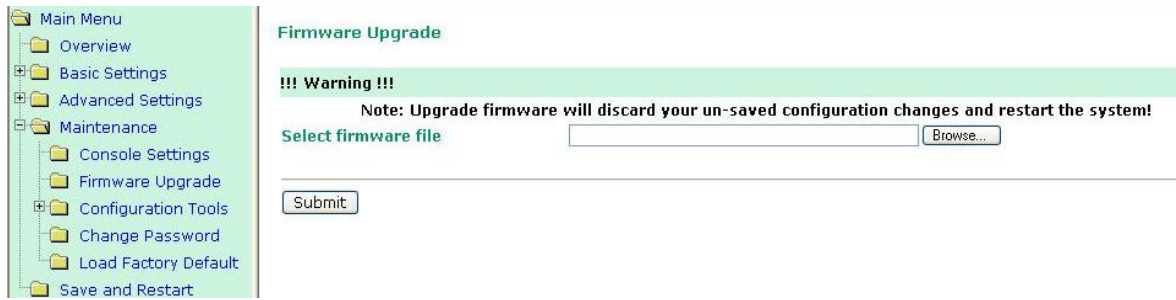 Main Menu
Overview
Basic Settings
Advanced Settings
Maintenance
Console Settings
Firmware Upgrade
Configuration Tools
Change Password
Load Factory Default
Save and Restart
Firmware Upgrade
!!! Warning !!!
Note: Upgrade firmware will discard your un-saved configuration changes and restart the system!
Select firmware file
Browse...
Submit